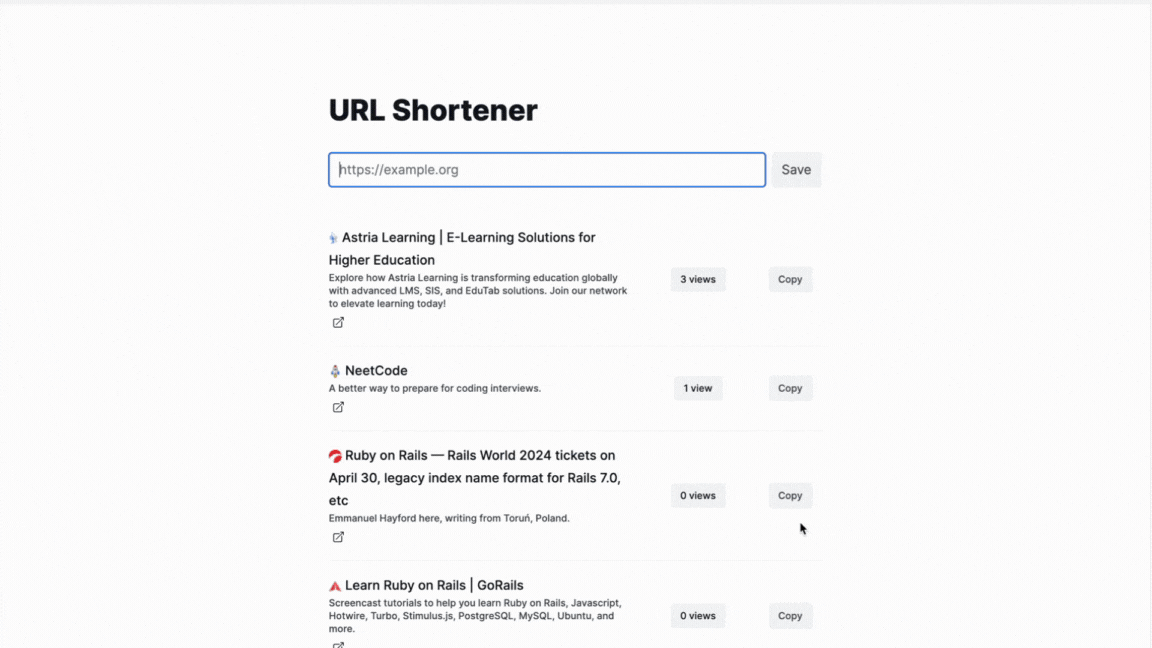 URL Shortener
https://example.org
Save
Astria Learning | E-Learning Solutions for
Higher Education
Explore how Astria Learning is transforming education globally
with advanced LMS, SIS, and EduTab solutions. Join our network
to elevate learning today!
3 views
Copy
NeetCode
A better way to prepare for coding interviews.
1 view
Copy
Ruby on Rails — Rails World 2024 tickets on
April 30, legacy index name format for Rails 7.0,
etc
Emmanuel Hayford here, writing from Toruń, Poland.
0 views
Copy
Learn Ruby on Rails | GoRails
Screencast tutorials to help you learn Ruby on Rails, Javascript,
Hotwire, Turbo, Stimulus.js, PostgreSQL, MySQL, Ubuntu, and
more.
0 views
Copy